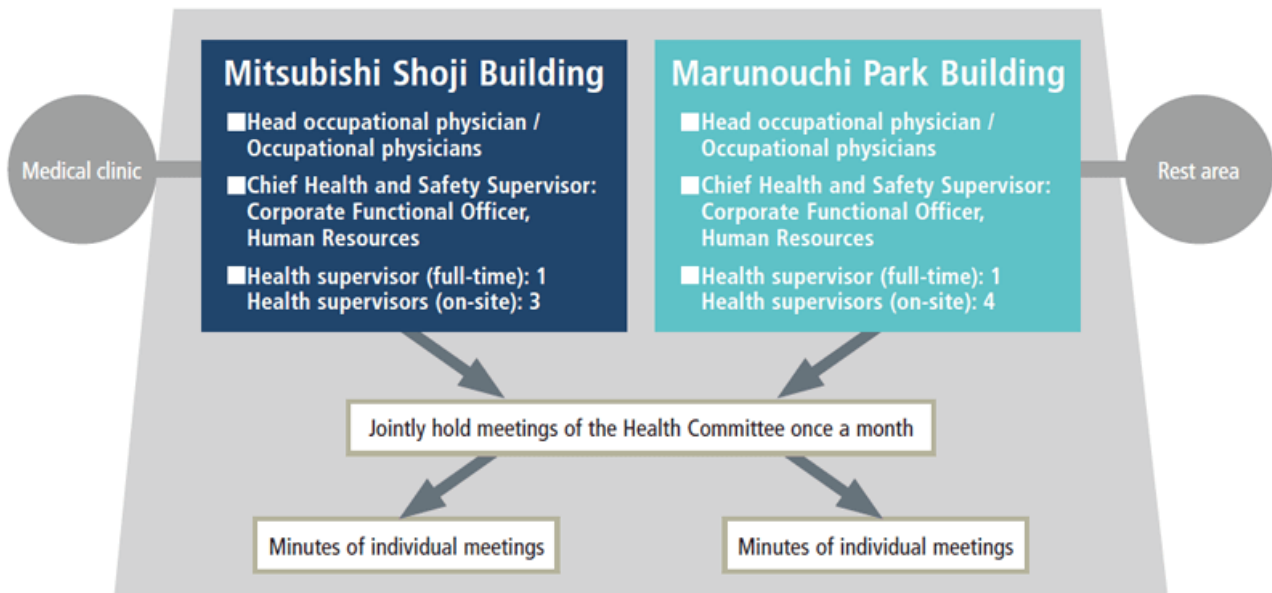 Mitsubishi Shoji Building
■Head occupational physician /
Occupational physicians
■Chief Health and Safety Supervisor:
Corporate Functional Officer,
Human Resources
■Health supervisor (full-time): 1
Health supervisors (on-site): 3
Marunouchi Park Building
■Head occupational physician /
Occupational physicians
■Chief Health and Safety Supervisor:
Corporate Functional Officer,
Human Resources
■Health supervisor (full-time): 1
Health supervisors (on-site): 4
Medical clinic
Rest area
Jointly hold meetings of the Health Committee once a month
Minutes of individual meetings
Minutes of individual meetings